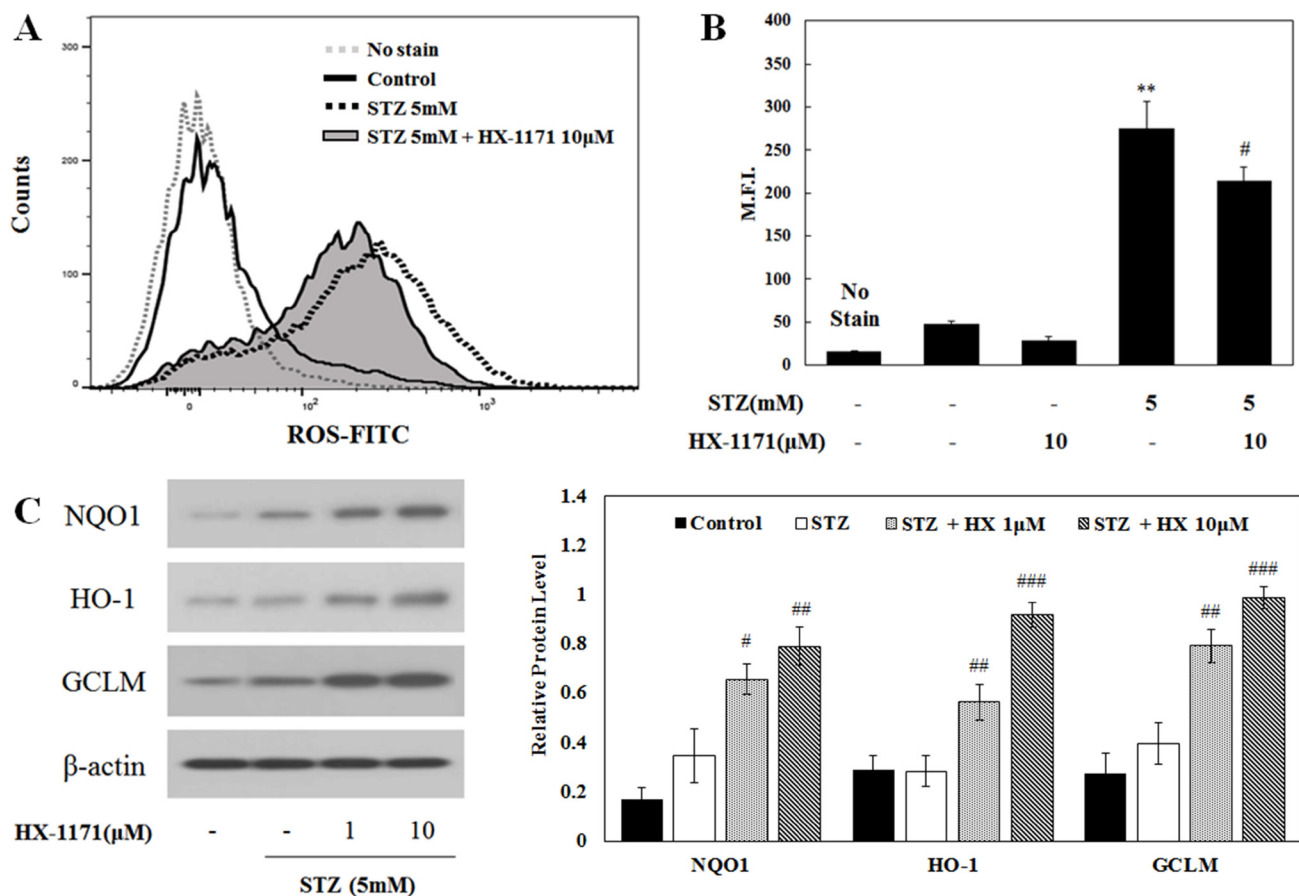 A
300
200
100
0
Counts
No stain
Control
STZ 5mM
STZ 5mM + HX-1171 10μM
0
10²
10³
ROS-FITC
B
400
350
300
250
200
150
100
50
0
M.F.I.
No
Stain
**
#
STZ(mM) - - - 5 5
HX-1171(μM) - - 10 - 10
C
NQO1
HO-1
GCLM
β-actin
HX-1171(μM) - - 1 10
STZ (5mM)
1.4
1.2
1
0.8
0.6
0.4
0.2
0
Relative Protein Level
Control STZ STZ + HX 1μM STZ + HX 10μM
# ## ## ### ## ###
NQO1 HO-1 GCLM